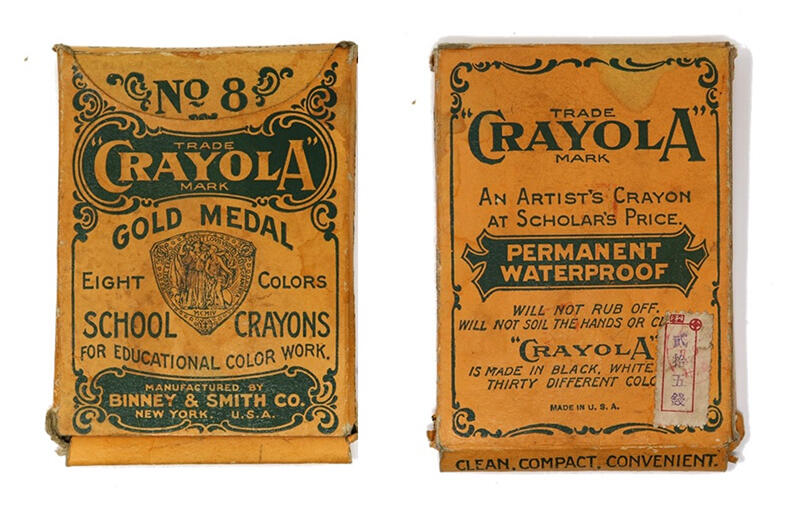 No 8
TRADE
"CRAYOLA"
MARK
GOLD MEDAL
EIGHT COLORS
MCMIV
SCHOOL CRAYONS
FOR EDUCATIONAL COLOR WORK.
MANUFACTURED BY
BINNEY & SMITH CO.
NEW YORK. U.S.A.
TRADE
"CRAYOLA"
MARK
AN ARTIST'S CRAYON
AT SCHOLAR'S PRICE.
PERMANENT
WATERPROOF
WILL NOT RUB OFF.
WILL NOT SOIL THE HANDS OR
"CRAYOLA"
IS MADE IN BLACK, WHITE
THIRTY DIFFERENT
MADE IN U. S. A.
貳拾五錢
CLEAN, COMPACT, CONVENIENT.